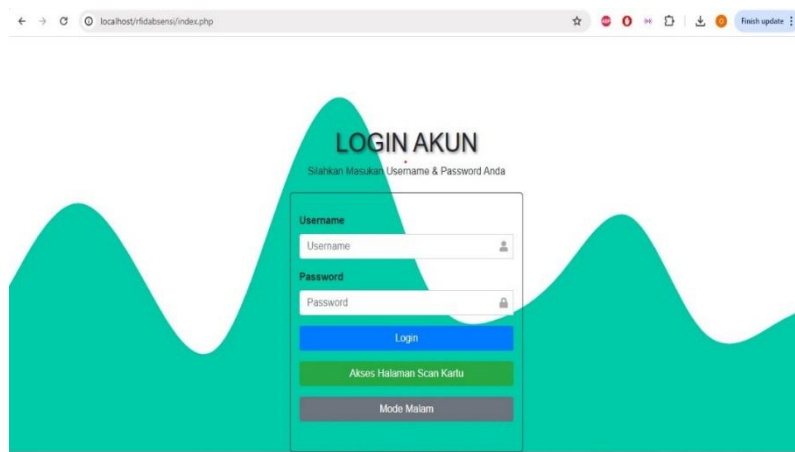 localhost/rfidabsensi/index.php
Finish update
LOGIN AKUN
Silahkan Masukan Username & Password Anda
Username
Username
Password
Password
Login
Akses Halaman Scan Kartu
Mode Malam